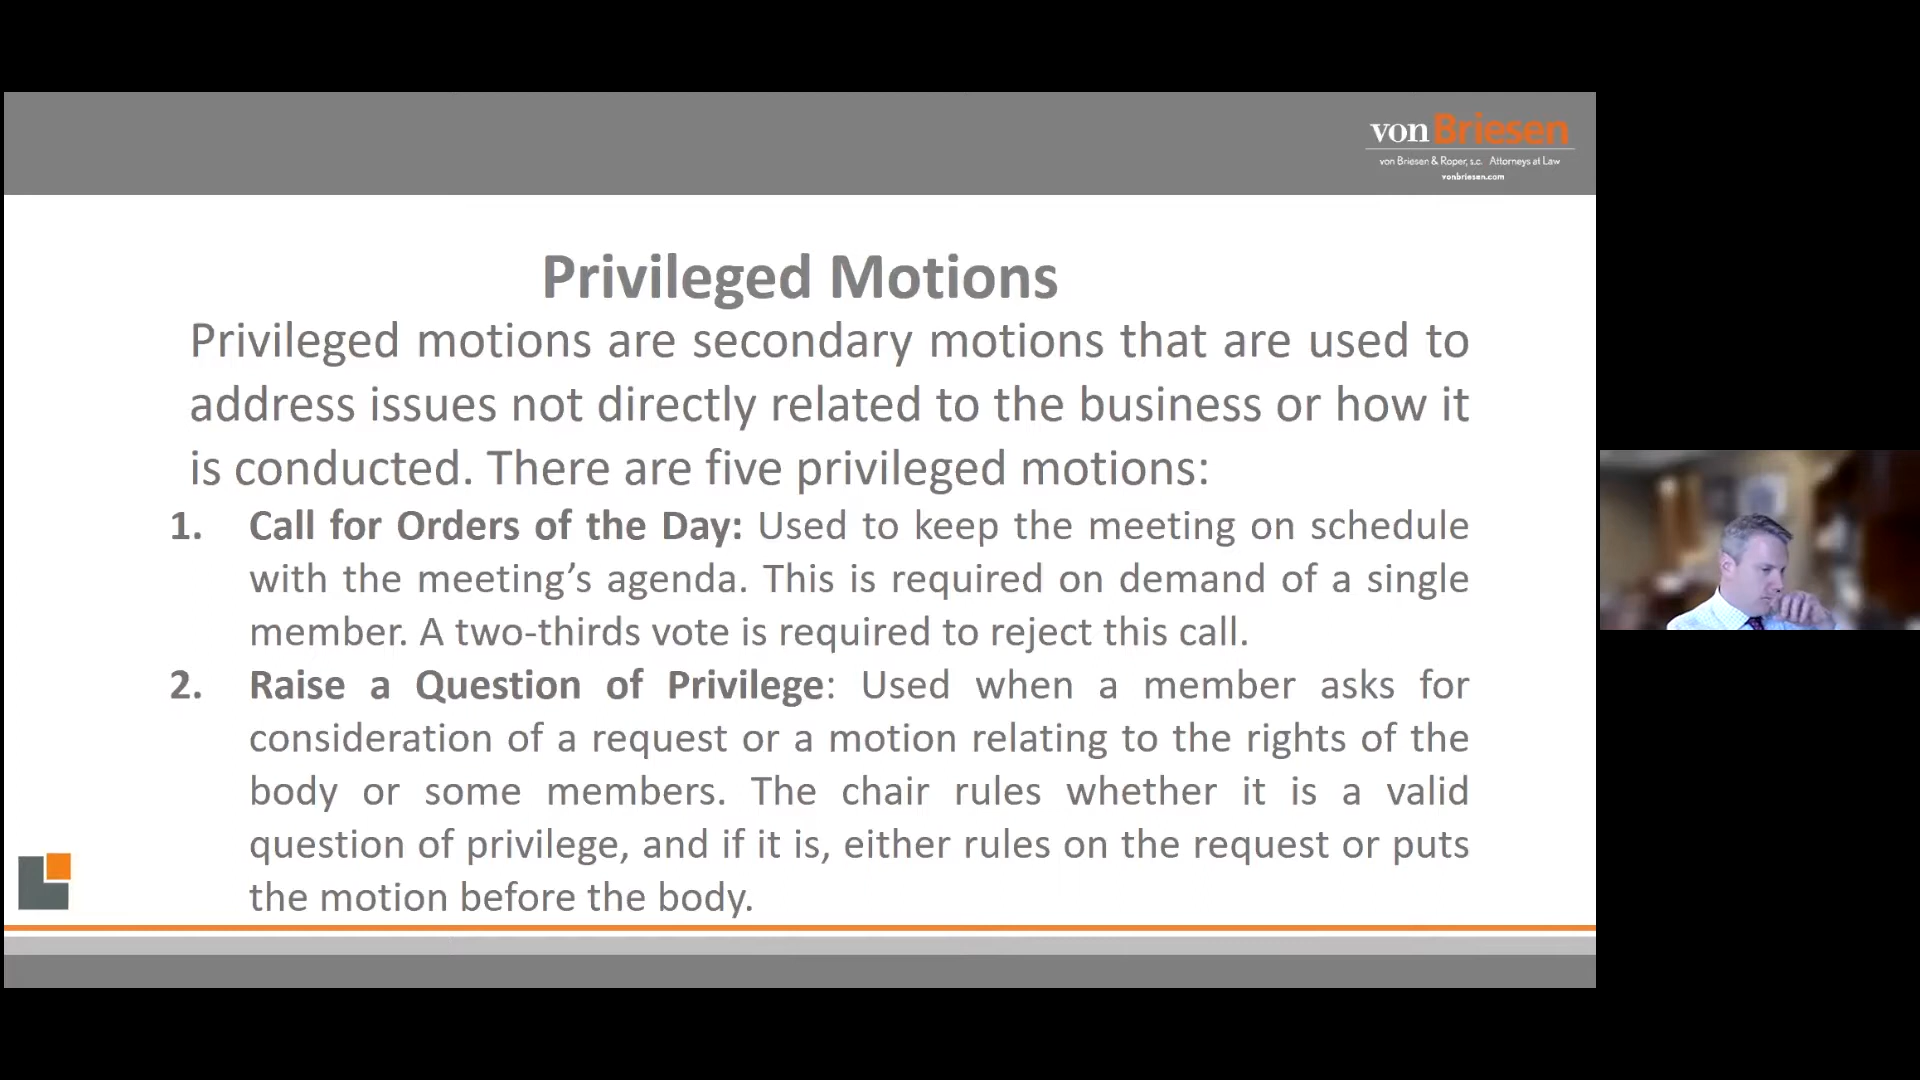 von Briesen
von Briesen & Roper, s.c. Attorneys at Law
vonbriesen.com
Privileged Motions
Privileged motions are secondary motions that are used to
address issues not directly related to the business or how it
is conducted. There are five privileged motions:
1. Call for Orders of the Day: Used to keep the meeting on schedule
with the meeting’s agenda. This is required on demand of a single
member. A two-thirds vote is required to reject this call.
2. Raise a Question of Privilege: Used when a member asks for
consideration of a request or a motion relating to the rights of the
body or some members. The chair rules whether it is a valid
question of privilege, and if it is, either rules on the request or puts
the motion before the body.